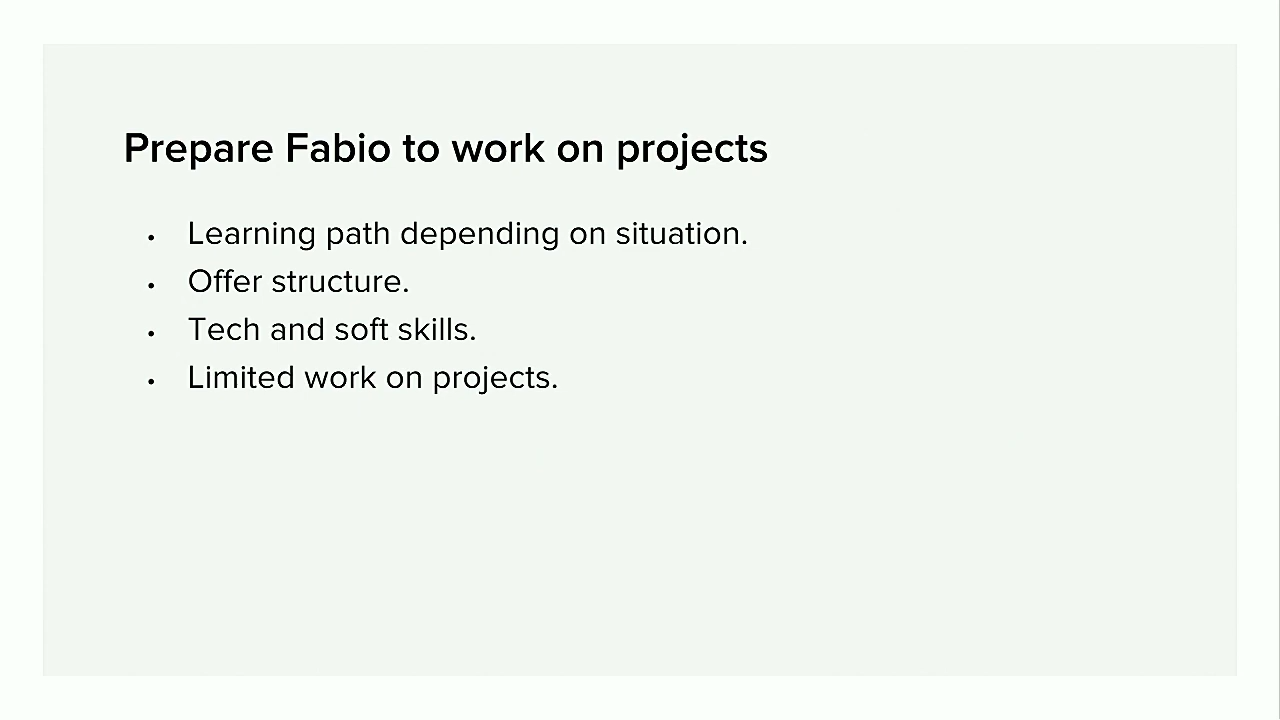 Prepare Fabio to work on projects
• Learning path depending on situation.
• Offer structure.
• Tech and soft skills.
• Limited work on projects.